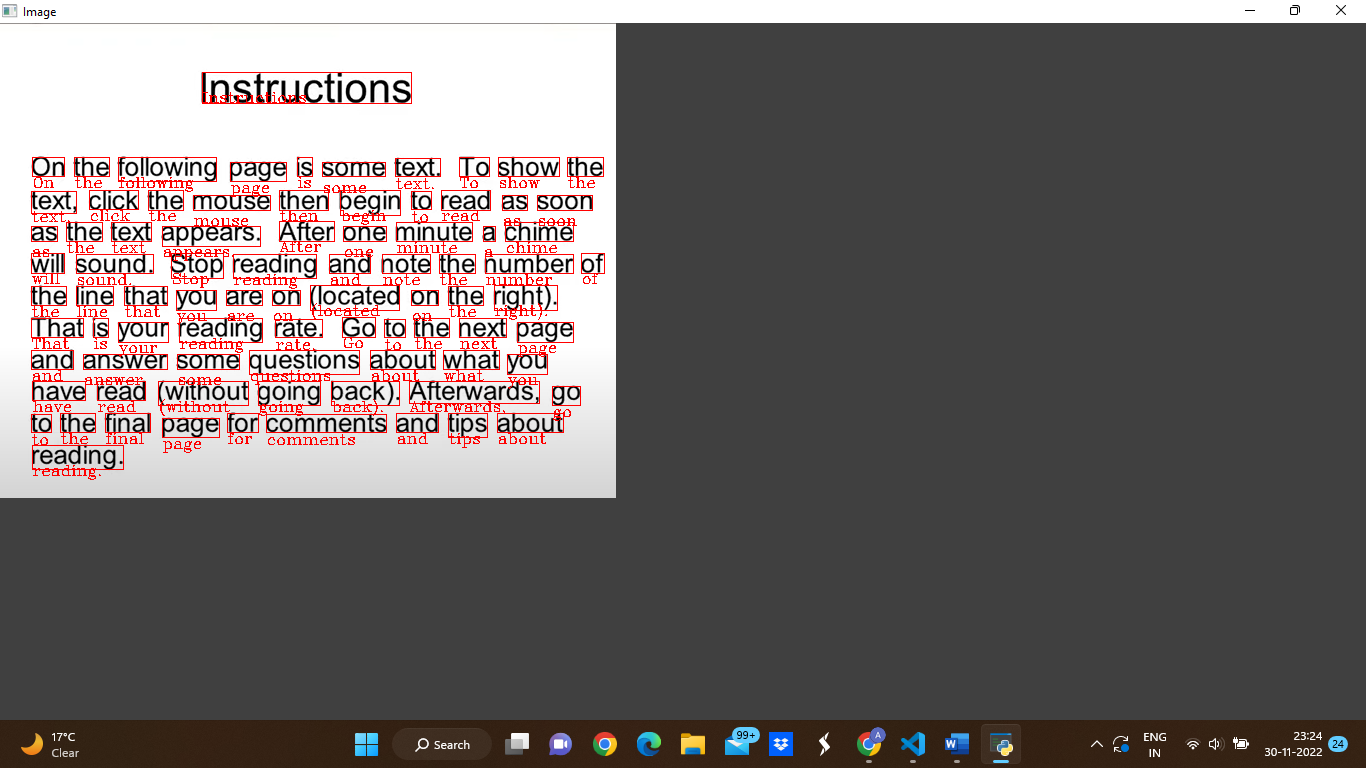 Image
Instructions
Instructions
On the following page is some text. To show the
On the following page is some text. To show the
text, click the mouse then begin to read as soon
text, click the mouse then begin to read as soon
as the text appears. After one minute a chime
as the text appears. After one minute a chime
will sound. Stop reading and note the number of
will sound. Stop reading and note the number of
the line that you are on (located on the right).
the line that you are on (located on the right).
That is your reading rate. Go to the next page
That is your reading rate. Go to the next page
and answer some questions about what you
and answer some questions about what you
have read (without going back). Afterwards, go
have read (without going back). Afterwards, go
to the final page for comments and tips about
to the final page for comments and tips about
reading.
reading.
17°C
Clear
Search
99+
A
W
ENG
IN
23:24
30-11-2022
24